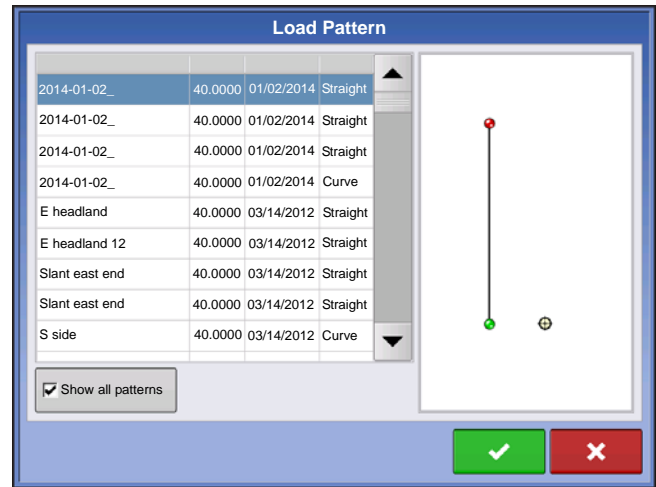 Load Pattern
2014-01-02_ 40.0000 01/02/2014 Straight
2014-01-02_ 40.0000 01/02/2014 Straight
2014-01-02_ 40.0000 01/02/2014 Straight
2014-01-02_ 40.0000 01/02/2014 Curve
E headland 40.0000 03/14/2012 Straight
E headland 12 40.0000 03/14/2012 Straight
Slant east end 40.0000 03/14/2012 Straight
Slant east end 40.0000 03/14/2012 Straight
S side 40.0000 03/14/2012 Curve
Show all patterns